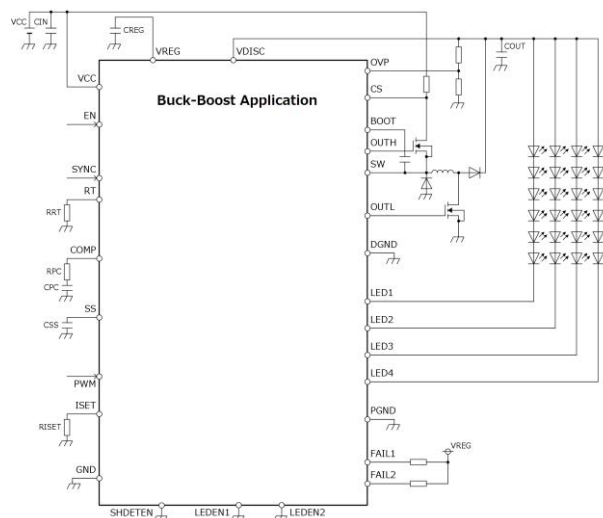 VCC CIN
CREG
COUT
VREG
VDISC
OVP
VCC
CS
Buck-Boost Application
EN
BOOT
OUTH
SYNC
SW
RT
RRT
OUTL
COMP
DGND
RPC
CPC
LED1
SS
CSS
LED2
LED3
LED4
PWM
ISET
RISET
PGND
VREG
FAIL1
GND
FAIL2
SHDETEN
LEDEN1
LEDEN2